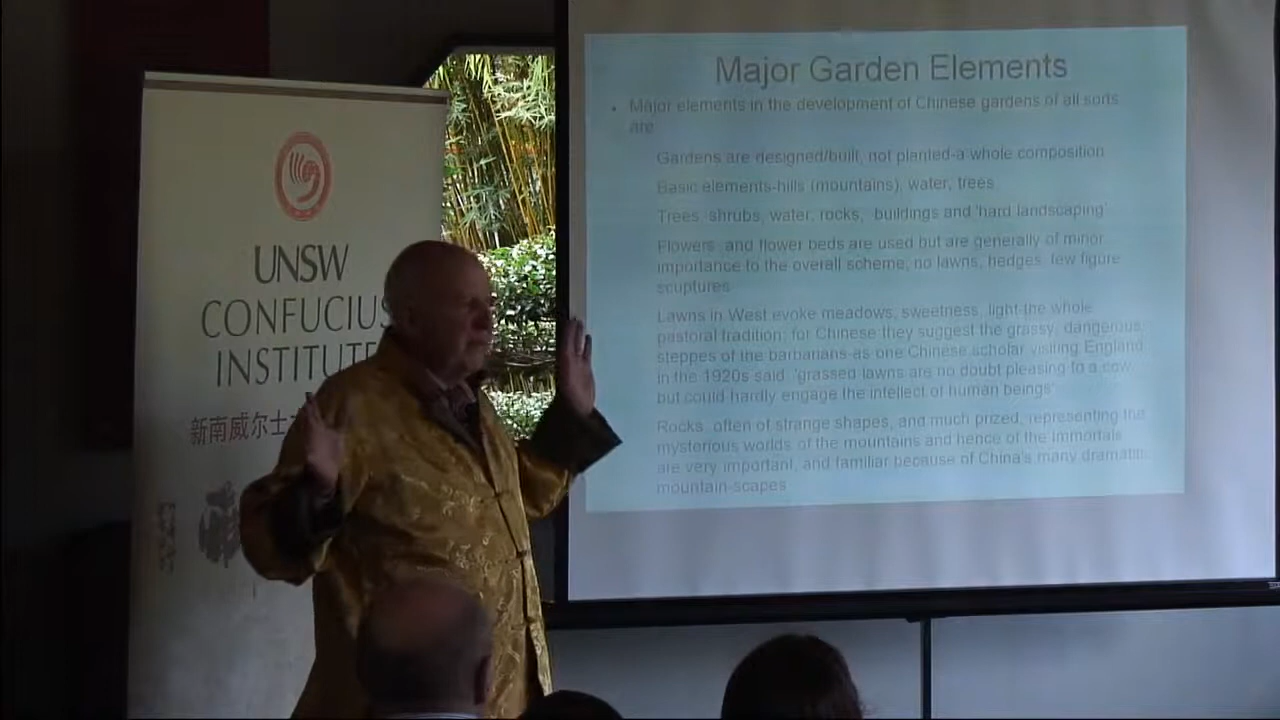 UNSW
CONFUCIUS
INSTITUTE
新南威尔士
Major Garden Elements
• Major elements in the development of Chinese gardens of all sorts
are
Gardens are designed/built, not planted-a whole composition
Basic elements-hills (mountains), water, trees
Trees, shrubs, water, rocks, buildings and 'hard landscaping'
Flowers and flower beds are used but are generally of minor
importance to the overall scheme, no lawns, hedges, few figure
scuptures
Lawns in West evoke meadows, sweetness, light-the whole
pastoral tradition; for Chinese they suggest the grassy, dangerous,
steppes of the barbarians-as one Chinese scholar visiting England
in the 1920s said, 'grassed lawns are no doubt pleasing to a cow,
but could hardly engage the intellect of human beings'
Rocks, often of strange shapes, and much prized, representing the
mysterious worlds of the mountains and hence of the immortals
are very important, and familiar because of China's many dramatic
mountain-scapes